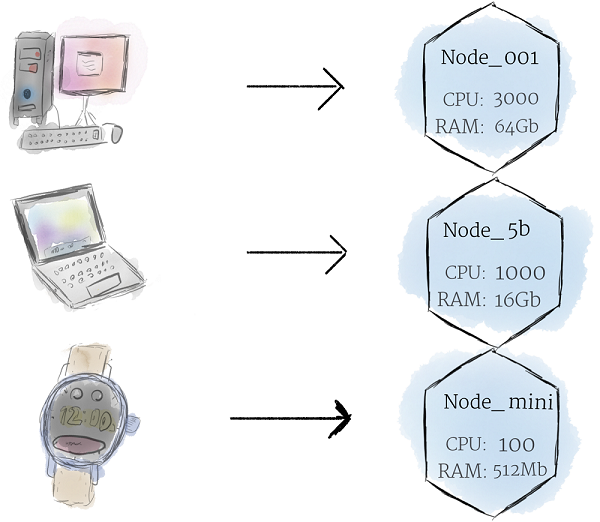 Node_001
CPU: 3000
RAM: 64Gb
Node_5b
CPU: 1000
RAM: 16Gb
12:00
Node_mini
CPU: 100
RAM: 512Mb